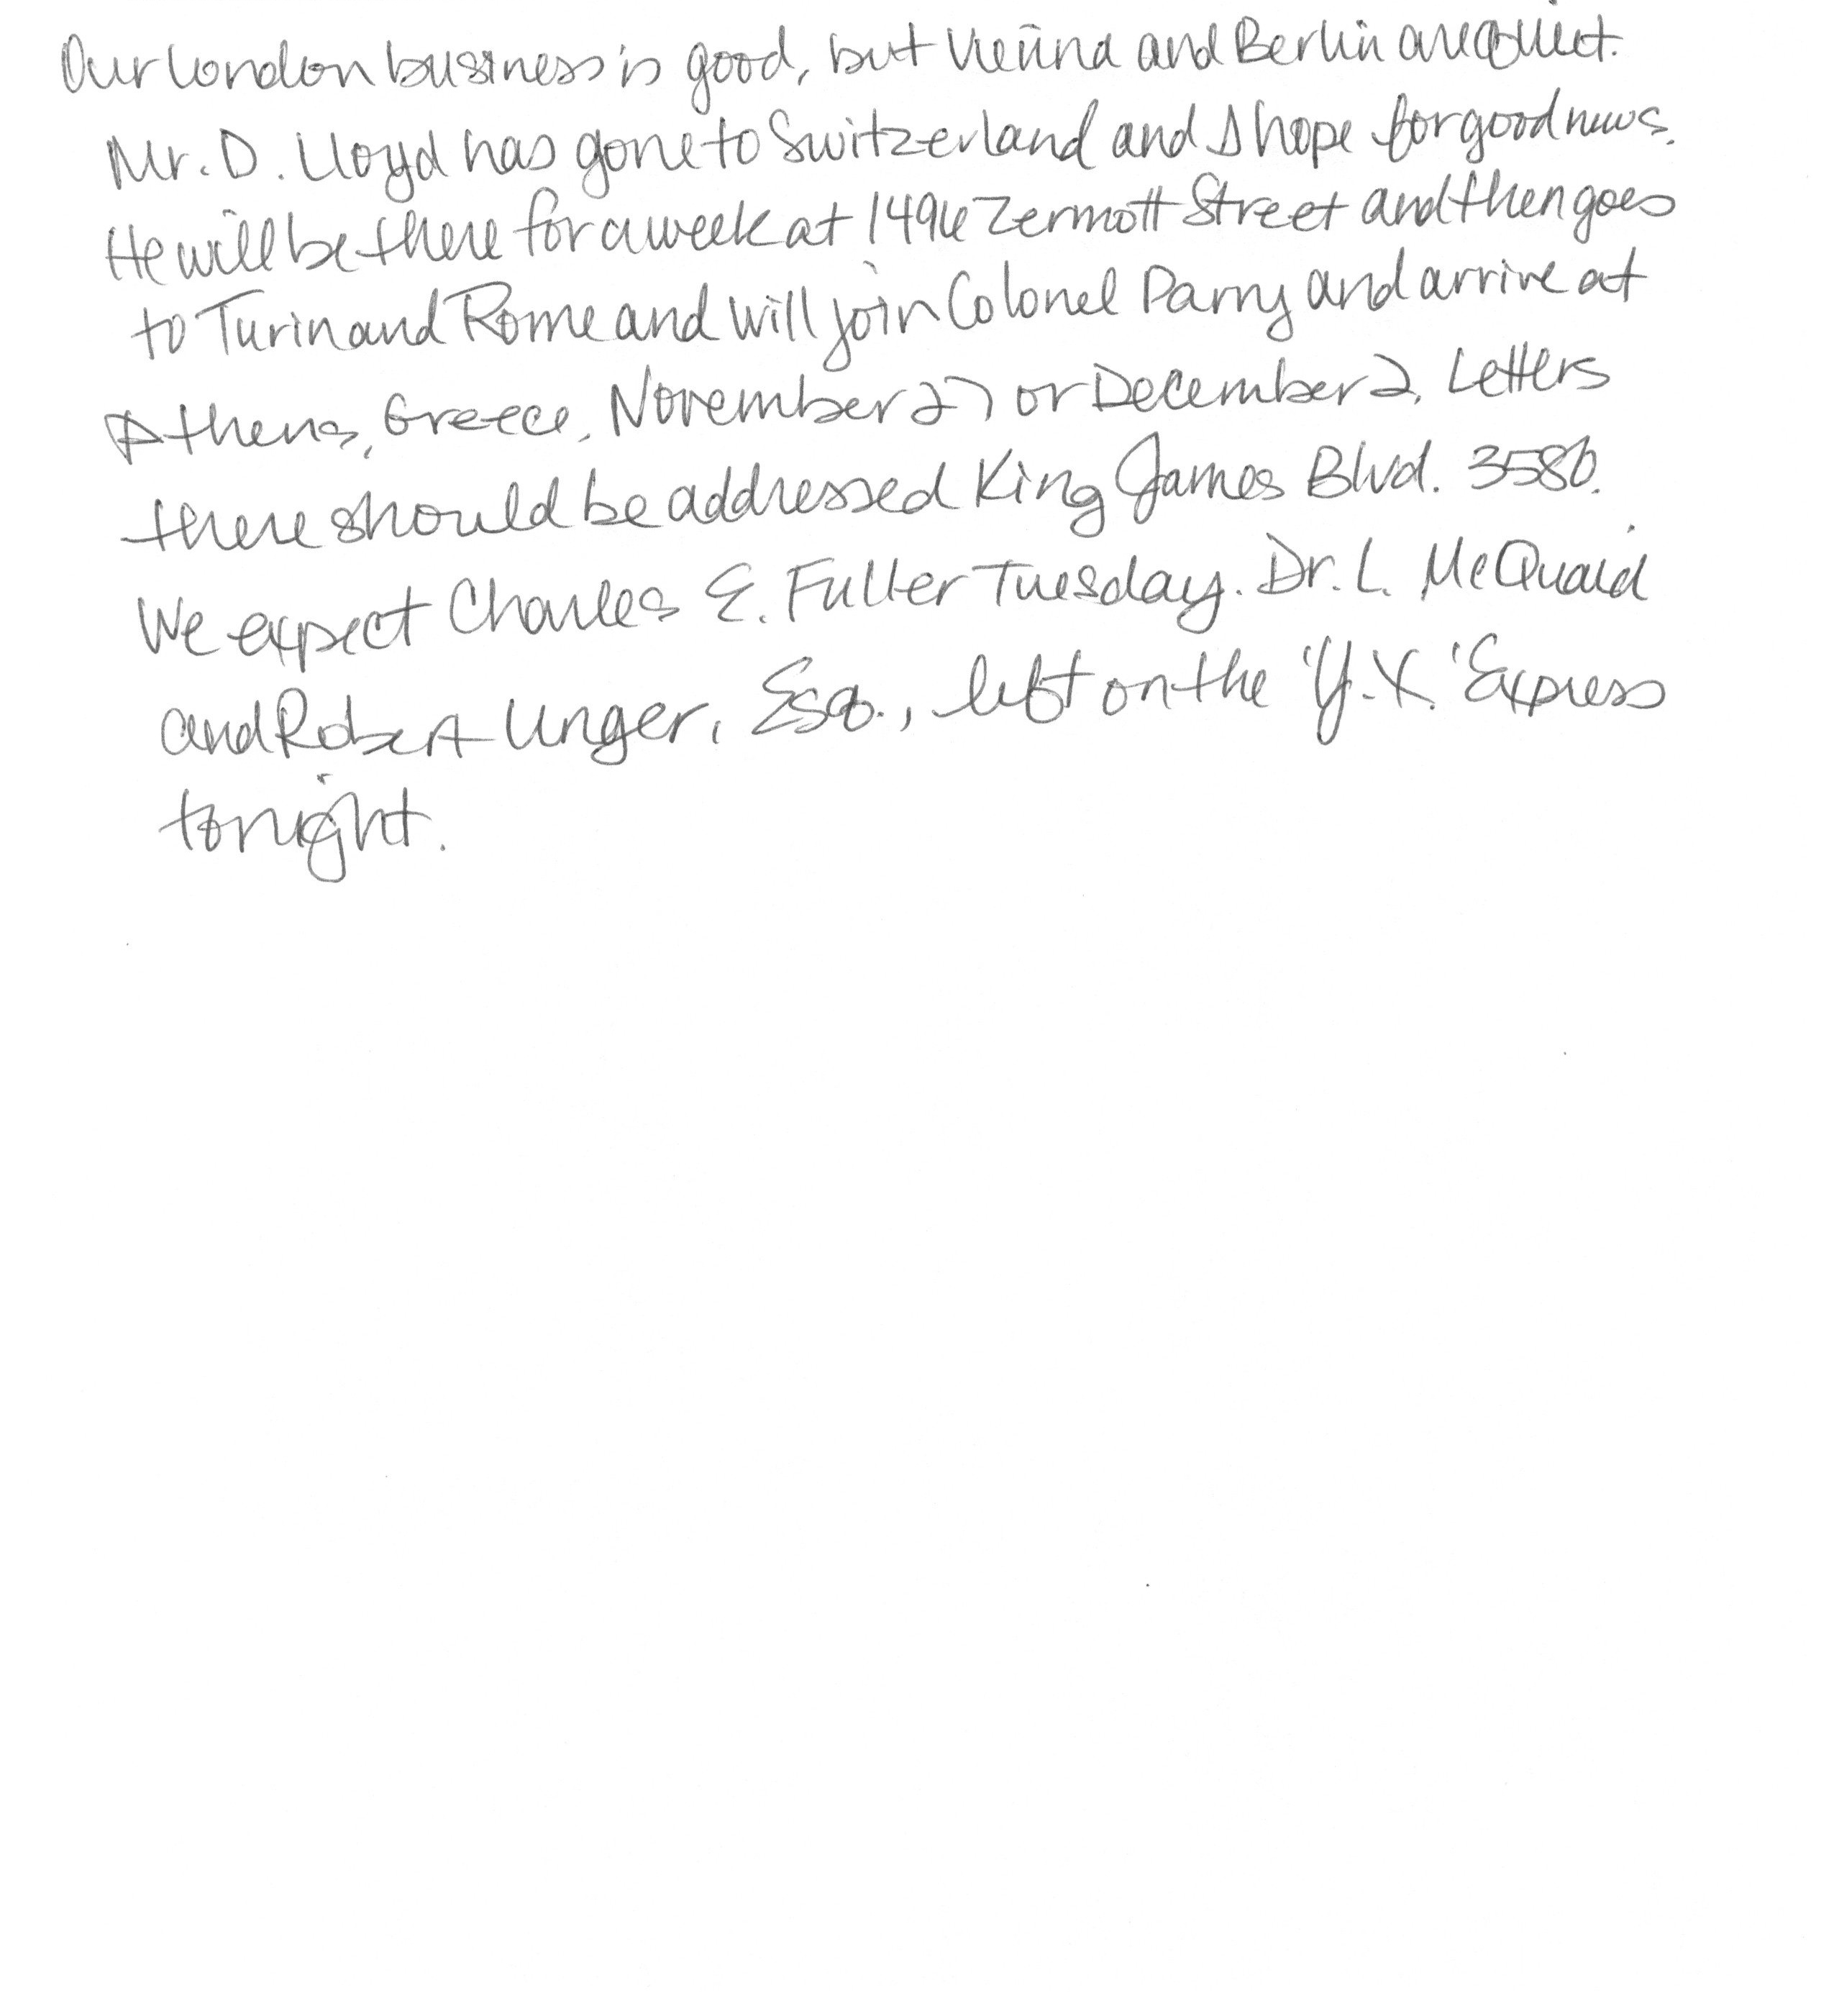 Our London business is good, but Vienna and Berlin are quiet.
Mr. D. Lloyd has gone to Switzerland and I hope for good news.
He will be there for a week at 1496 Zermott Street and then goes
to Turin and Rome and will join Colonel Parry and arrive at
Athens, Greece, November 27 or December 2. Letters
there should be addressed King James Blvd. 3580.
We expect Charles E. Fuller Tuesday. Dr. L. McQuaid
and Robert Unger, Esq., left on the 'Y.X.' Express
tonight.